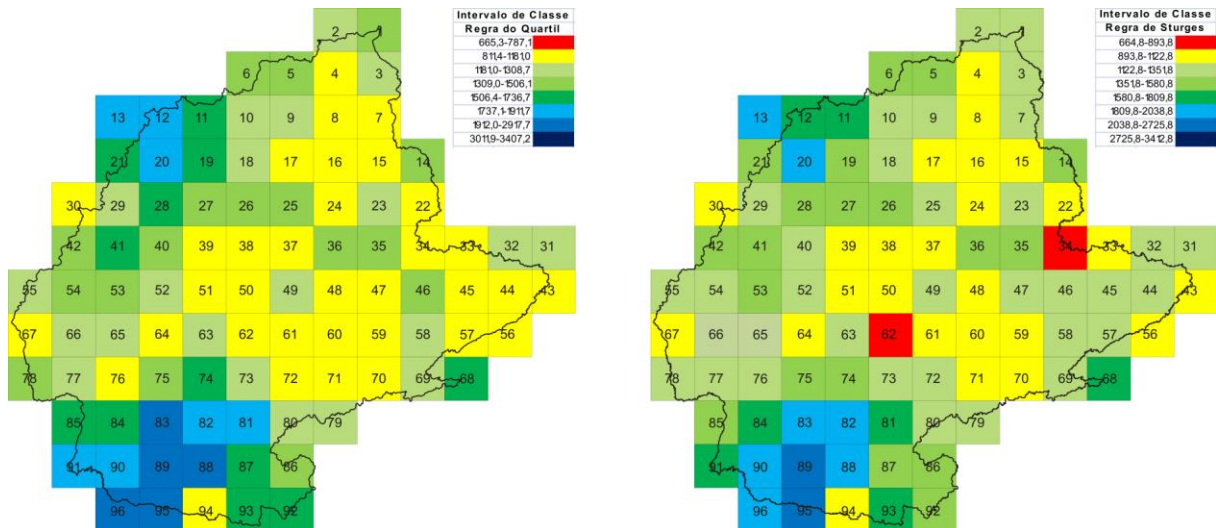 Intervalo de Classe
Regra do Quartil
665,3-787,1
811,4-1181,0
1181,0-1308,7
1309,0-1506,1
1506,4-1736,7
1737,1-1911,7
1912,0-2917,7
3011,9-3407,2
2
6 5 4 3
13 12 11 10 9 8 7
21 20 19 18 17 16 15 14
30 29 28 27 26 25 24 23 22
42 41 40 39 38 37 36 35 34 33 32 31
55 54 53 52 51 50 49 48 47 46 45 44 43
67 66 65 64 63 62 61 60 59 58 57 56
78 77 76 75 74 73 72 71 70 69 68
85 84 83 82 81 80 79
91 90 89 88 87 86
96 95 94 93 92
Intervalo de Classe
Regra de Sturges
664,8-893,8
893,8-1122,8
1122,8-1351,8
1351,8-1580,8
1580,8-1809,8
1809,8-2038,8
2038,8-2725,8
2725,8-3412,8
2
6 5 4 3
13 12 11 10 9 8 7
21 20 19 18 17 16 15 14
30 29 28 27 26 25 24 23 22
42 41 40 39 38 37 36 35 34 33 32 31
55 54 53 52 51 50 49 48 47 46 45 44 43
67 66 65 64 63 62 61 60 59 58 57 56
78 77 76 75 74 73 72 71 70 69 68
85 84 83 82 81 80 79
91 90 89 88 87 86
96 95 94 93 92